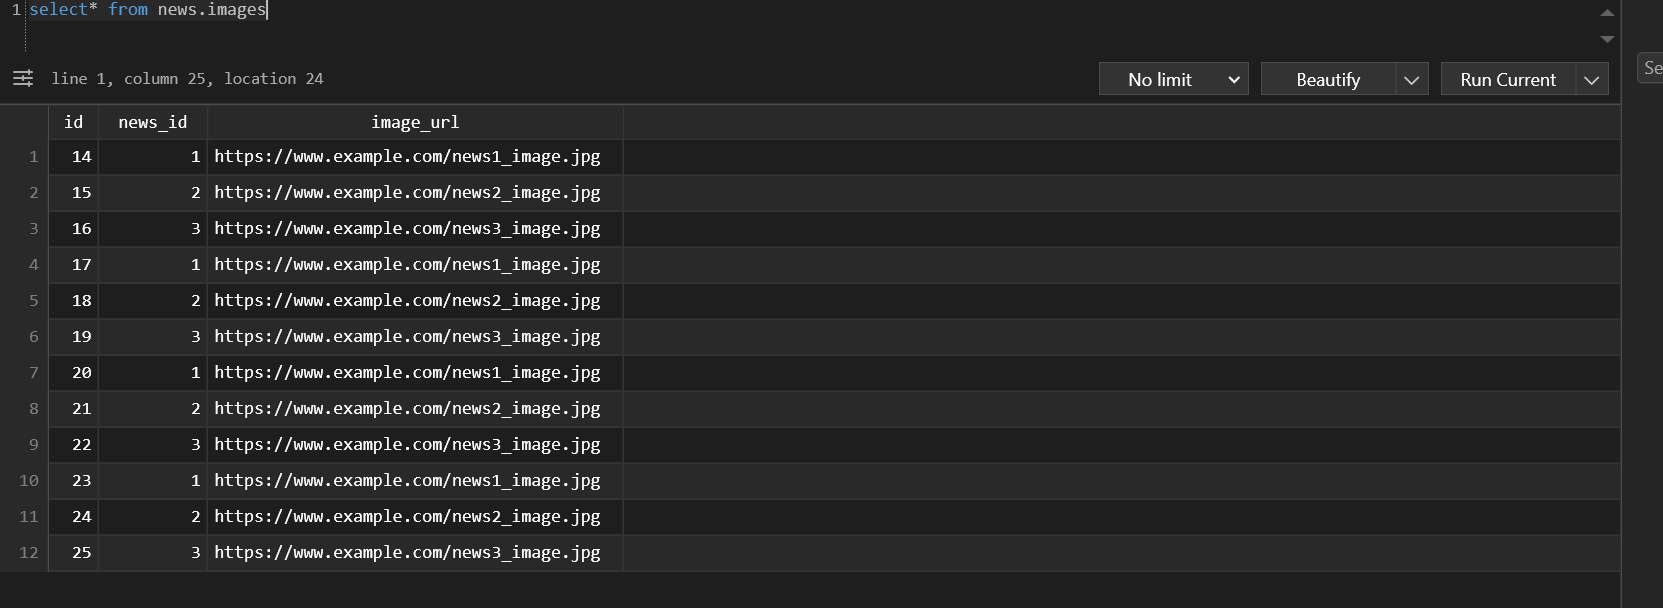 1 select* from news.images
line 1, column 25, location 24 No limit Beautify Run Current Se
id news_id image_url
1 14 1 https://www.example.com/news1_image.jpg
2 15 2 https://www.example.com/news2_image.jpg
3 16 3 https://www.example.com/news3_image.jpg
4 17 1 https://www.example.com/news1_image.jpg
5 18 2 https://www.example.com/news2_image.jpg
6 19 3 https://www.example.com/news3_image.jpg
7 20 1 https://www.example.com/news1_image.jpg
8 21 2 https://www.example.com/news2_image.jpg
9 22 3 https://www.example.com/news3_image.jpg
10 23 1 https://www.example.com/news1_image.jpg
11 24 2 https://www.example.com/news2_image.jpg
12 25 3 https://www.example.com/news3_image.jpg